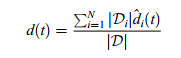 d(t) = \frac{\sum_{i=1}^{N} |\mathcal{D}_i| \hat{d}_i(t)}{|\mathcal{D}|}